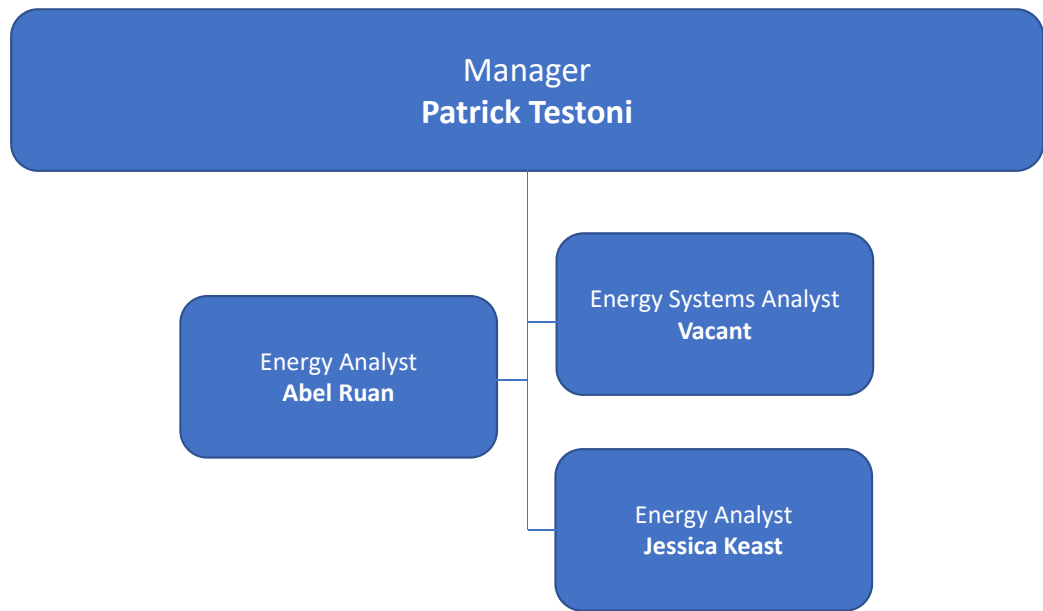 Manager
Patrick Testoni
Energy Systems Analyst
Vacant
Energy Analyst
Abel Ruan
Energy Analyst
Jessica Keast